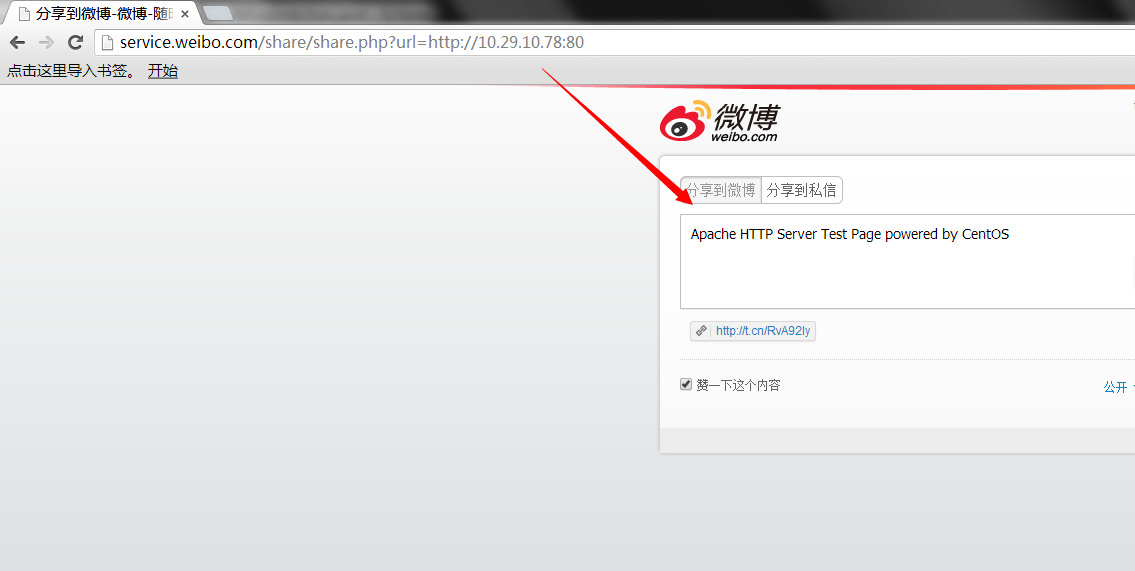 分享到微博-微博-随
service.weibo.com/share/share.php?url=http://10.29.10.78:80
点击这里导入书签。 开始
微博
weibo.com
分享到微博 分享到私信
Apache HTTP Server Test Page powered by CentOS
http://t.cn/RvA92Iy
赞一下这个内容
公开